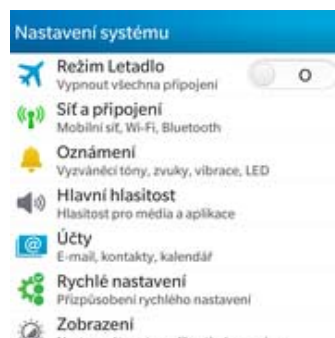 Nastavení systému
Režim Letadlo
Vypnout všechna připojení
O
Síť a připojení
Mobilní síť, Wi-Fi, Bluetooth
Oznámení
Vyzváněcí tóny, zvuky, vibrace, LED
Hlavní hlasitost
Hlasitost pro média a aplikace
Účty
E-mail, kontakty, kalendář
Rychlé nastavení
Přizpůsobení rychlého nastavení
Zobrazení